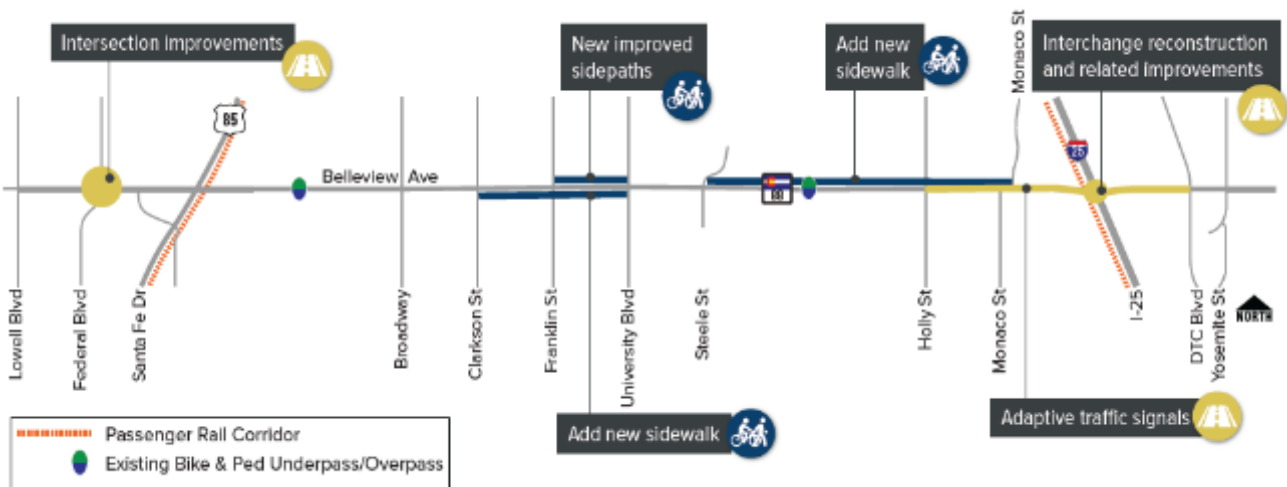 Intersection improvements
New improved
sidepaths
Add new
sidewalk
Monaco St
Interchange reconstruction
and related improvements
85
25
Belleview Ave
88
Lowell Blvd
Federal Blvd
Santa Fe Dr
Broadway
Clarkson St
Franklin St
University Blvd
Steele St
Holly St
Monaco St
I-25
DTC Blvd
Yosemite St
NORTH
Add new sidewalk
Adaptive traffic signals
Passenger Rail Corridor
Existing Bike & Ped Underpass/Overpass